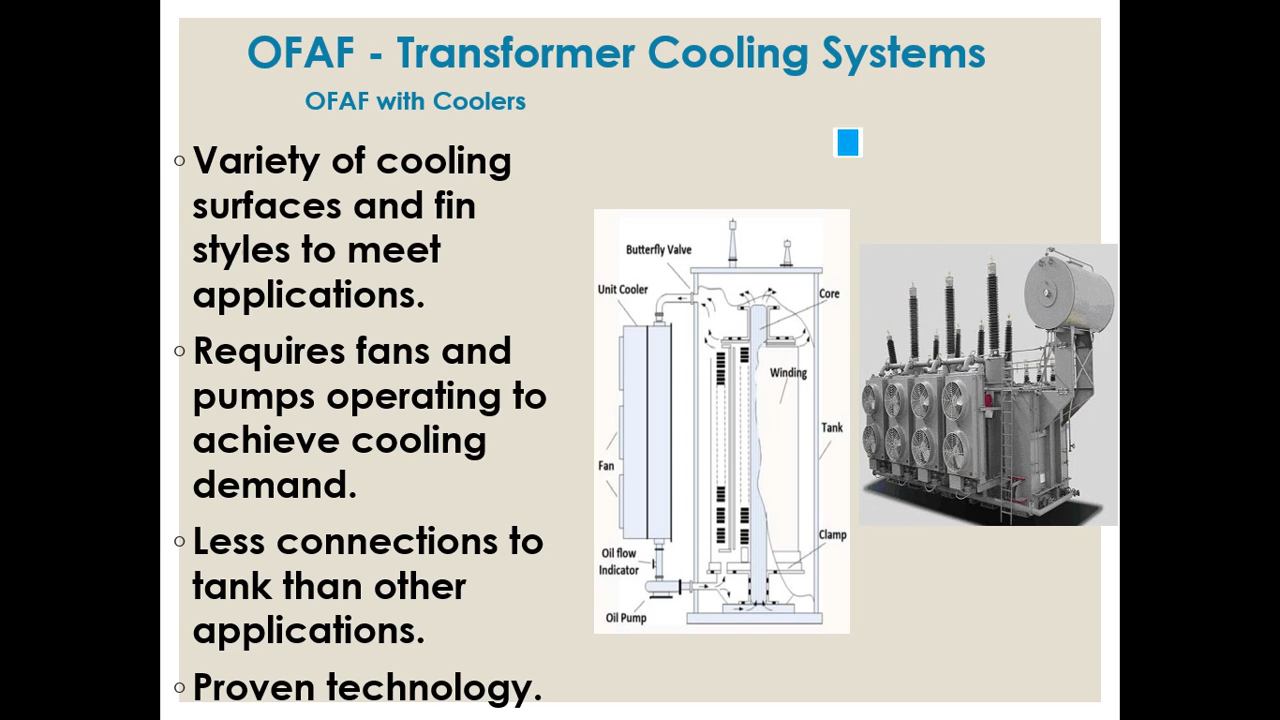 OFAF - Transformer Cooling Systems
OFAF with Coolers
Variety of cooling
surfaces and fin
styles to meet
applications.
Requires fans and
pumps operating to
achieve cooling
demand.
Less connections to
tank than other
applications.
Proven technology.
Butterfly Valve
Unit Cooler
Core
Winding
Tank
Fan
Clamp
Oil flow
Indicator
Oil Pump